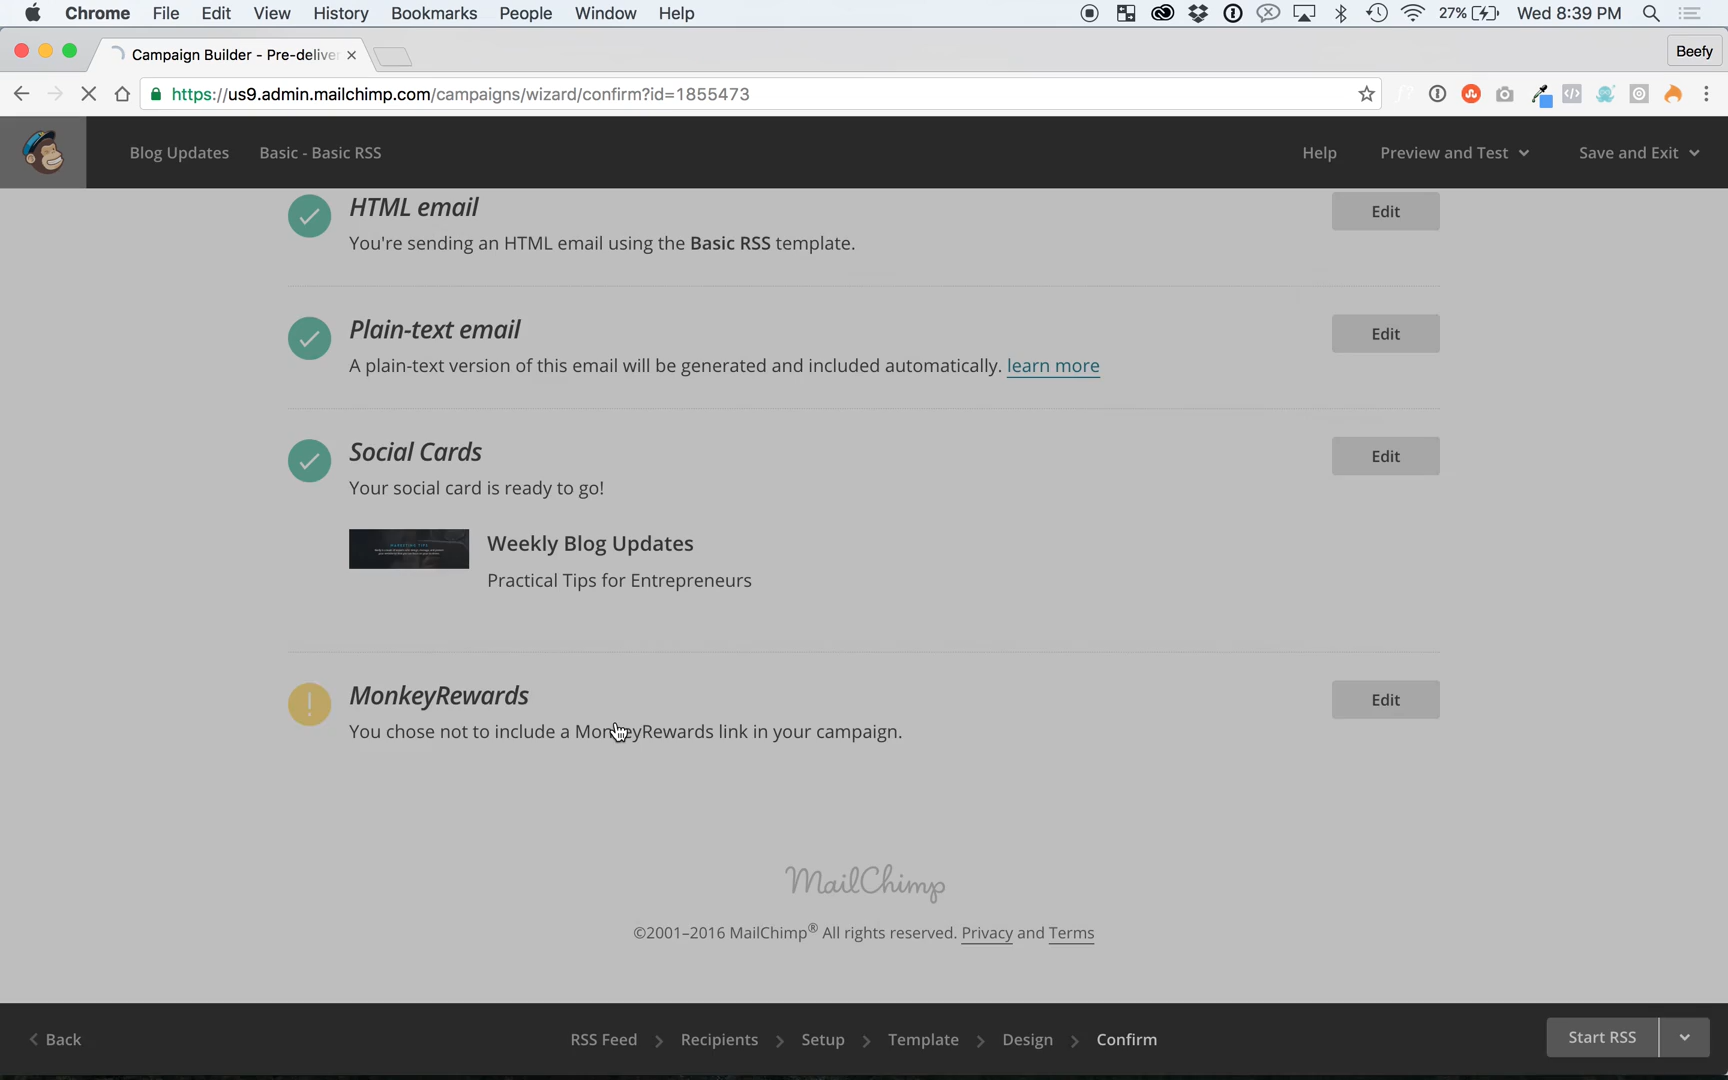 Chrome File Edit View History Bookmarks People Window Help 27% Wed 8:39 PM
Campaign Builder - Pre-deliver
Beefy
https://us9.admin.mailchimp.com/campaigns/wizard/confirm?id=1855473
Blog Updates Basic - Basic RSS Help Preview and Test Save and Exit
HTML email
Edit
You're sending an HTML email using the Basic RSS template.
Plain-text email
Edit
A plain-text version of this email will be generated and included automatically. learn more
Social Cards
Edit
Your social card is ready to go!
MARKETING TIPS
Weekly Blog Updates
Practical Tips for Entrepreneurs
MonkeyRewards
Edit
You chose not to include a MonkeyRewards link in your campaign.
MailChimp
©2001–2016 MailChimp® All rights reserved. Privacy and Terms
Back RSS Feed Recipients Setup Template Design Confirm Start RSS